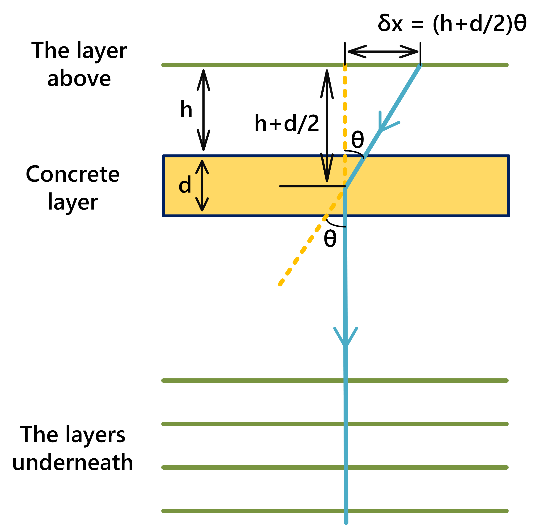 δx = (h+d/2)θ
The layer
above
h
h+d/2
θ
Concrete
layer
d
θ
The layers
underneath